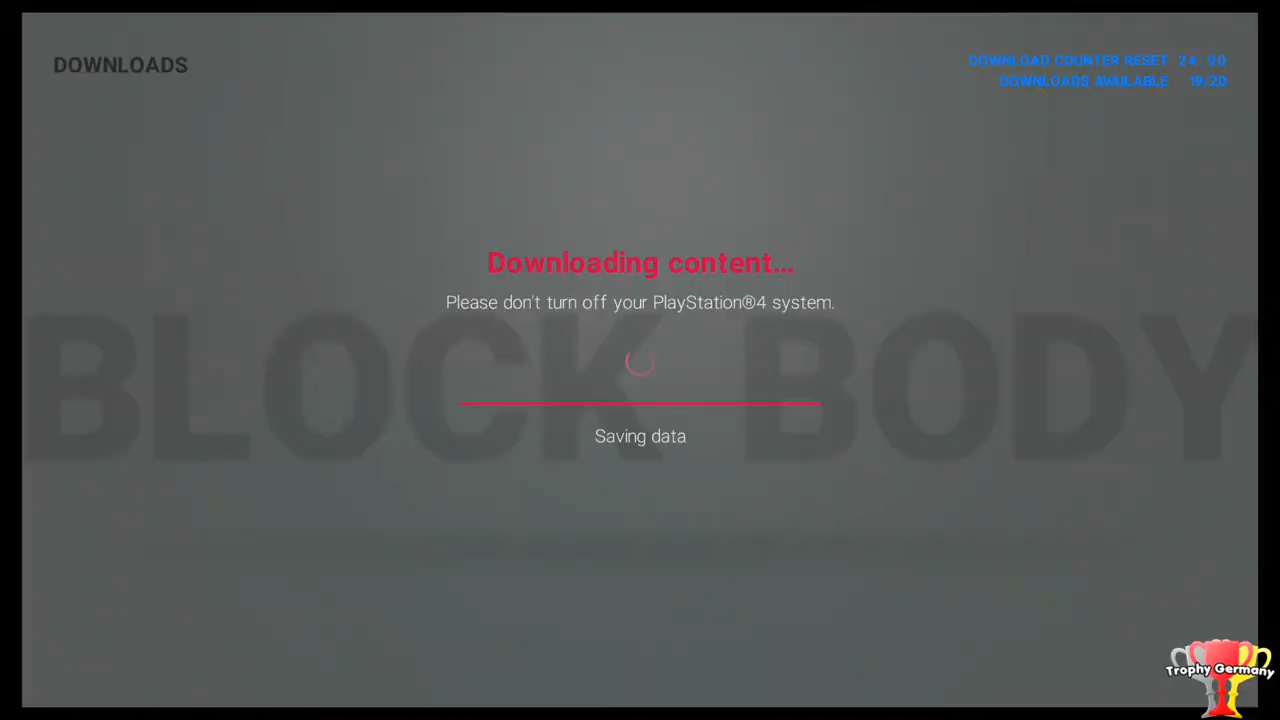 DOWNLOADS
DOWNLOAD COUNTER RESET 24:00
DOWNLOADS AVAILABLE 19/20
Downloading content...
Please don't turn off your PlayStation®4 system.
BLOCK BODY
Saving data
Trophy Germany